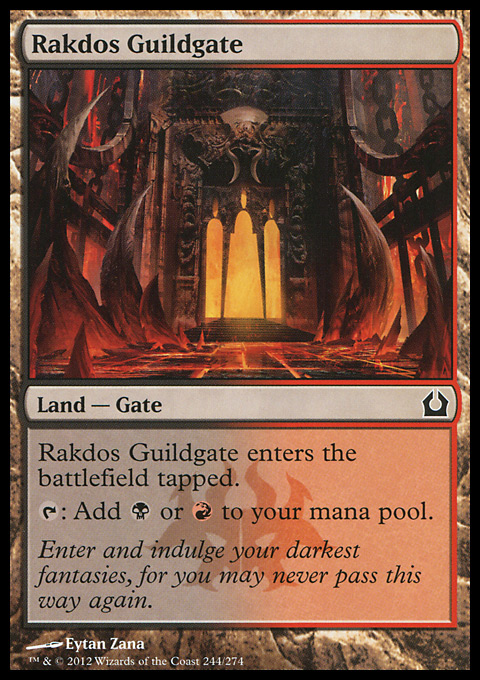 Rakdos Guildgate
Land — Gate
Rakdos Guildgate enters the
battlefield tapped.
: Add or to your mana pool.
Enter and indulge your darkest
fantasies, for you may never pass this
way again.
Eytan Zana
™ & © 2012 Wizards of the Coast 244/274